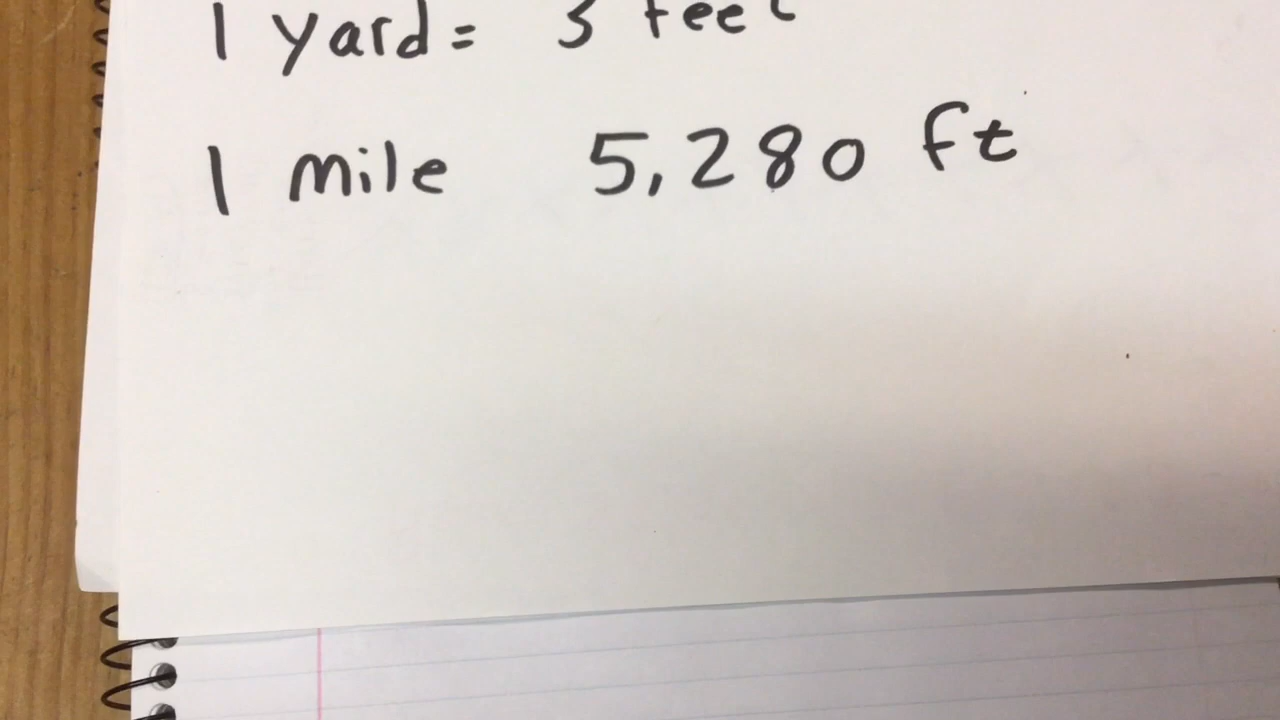 1 yard = 3 feet
1 mile 5,280 ft